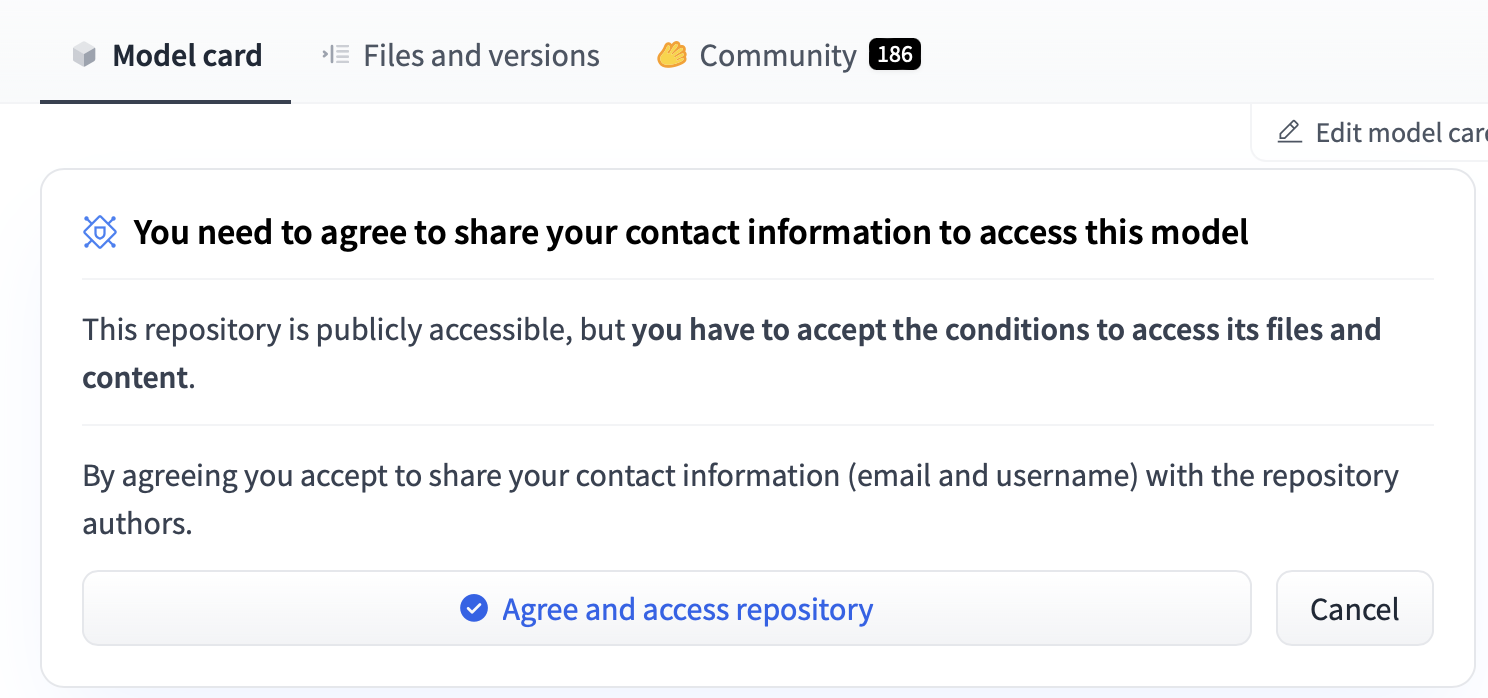 Model card Files and versions Community 186
Edit model car
You need to agree to share your contact information to access this model
This repository is publicly accessible, but you have to accept the conditions to access its files and
content.
By agreeing you accept to share your contact information (email and username) with the repository
authors.
Agree and access repository Cancel